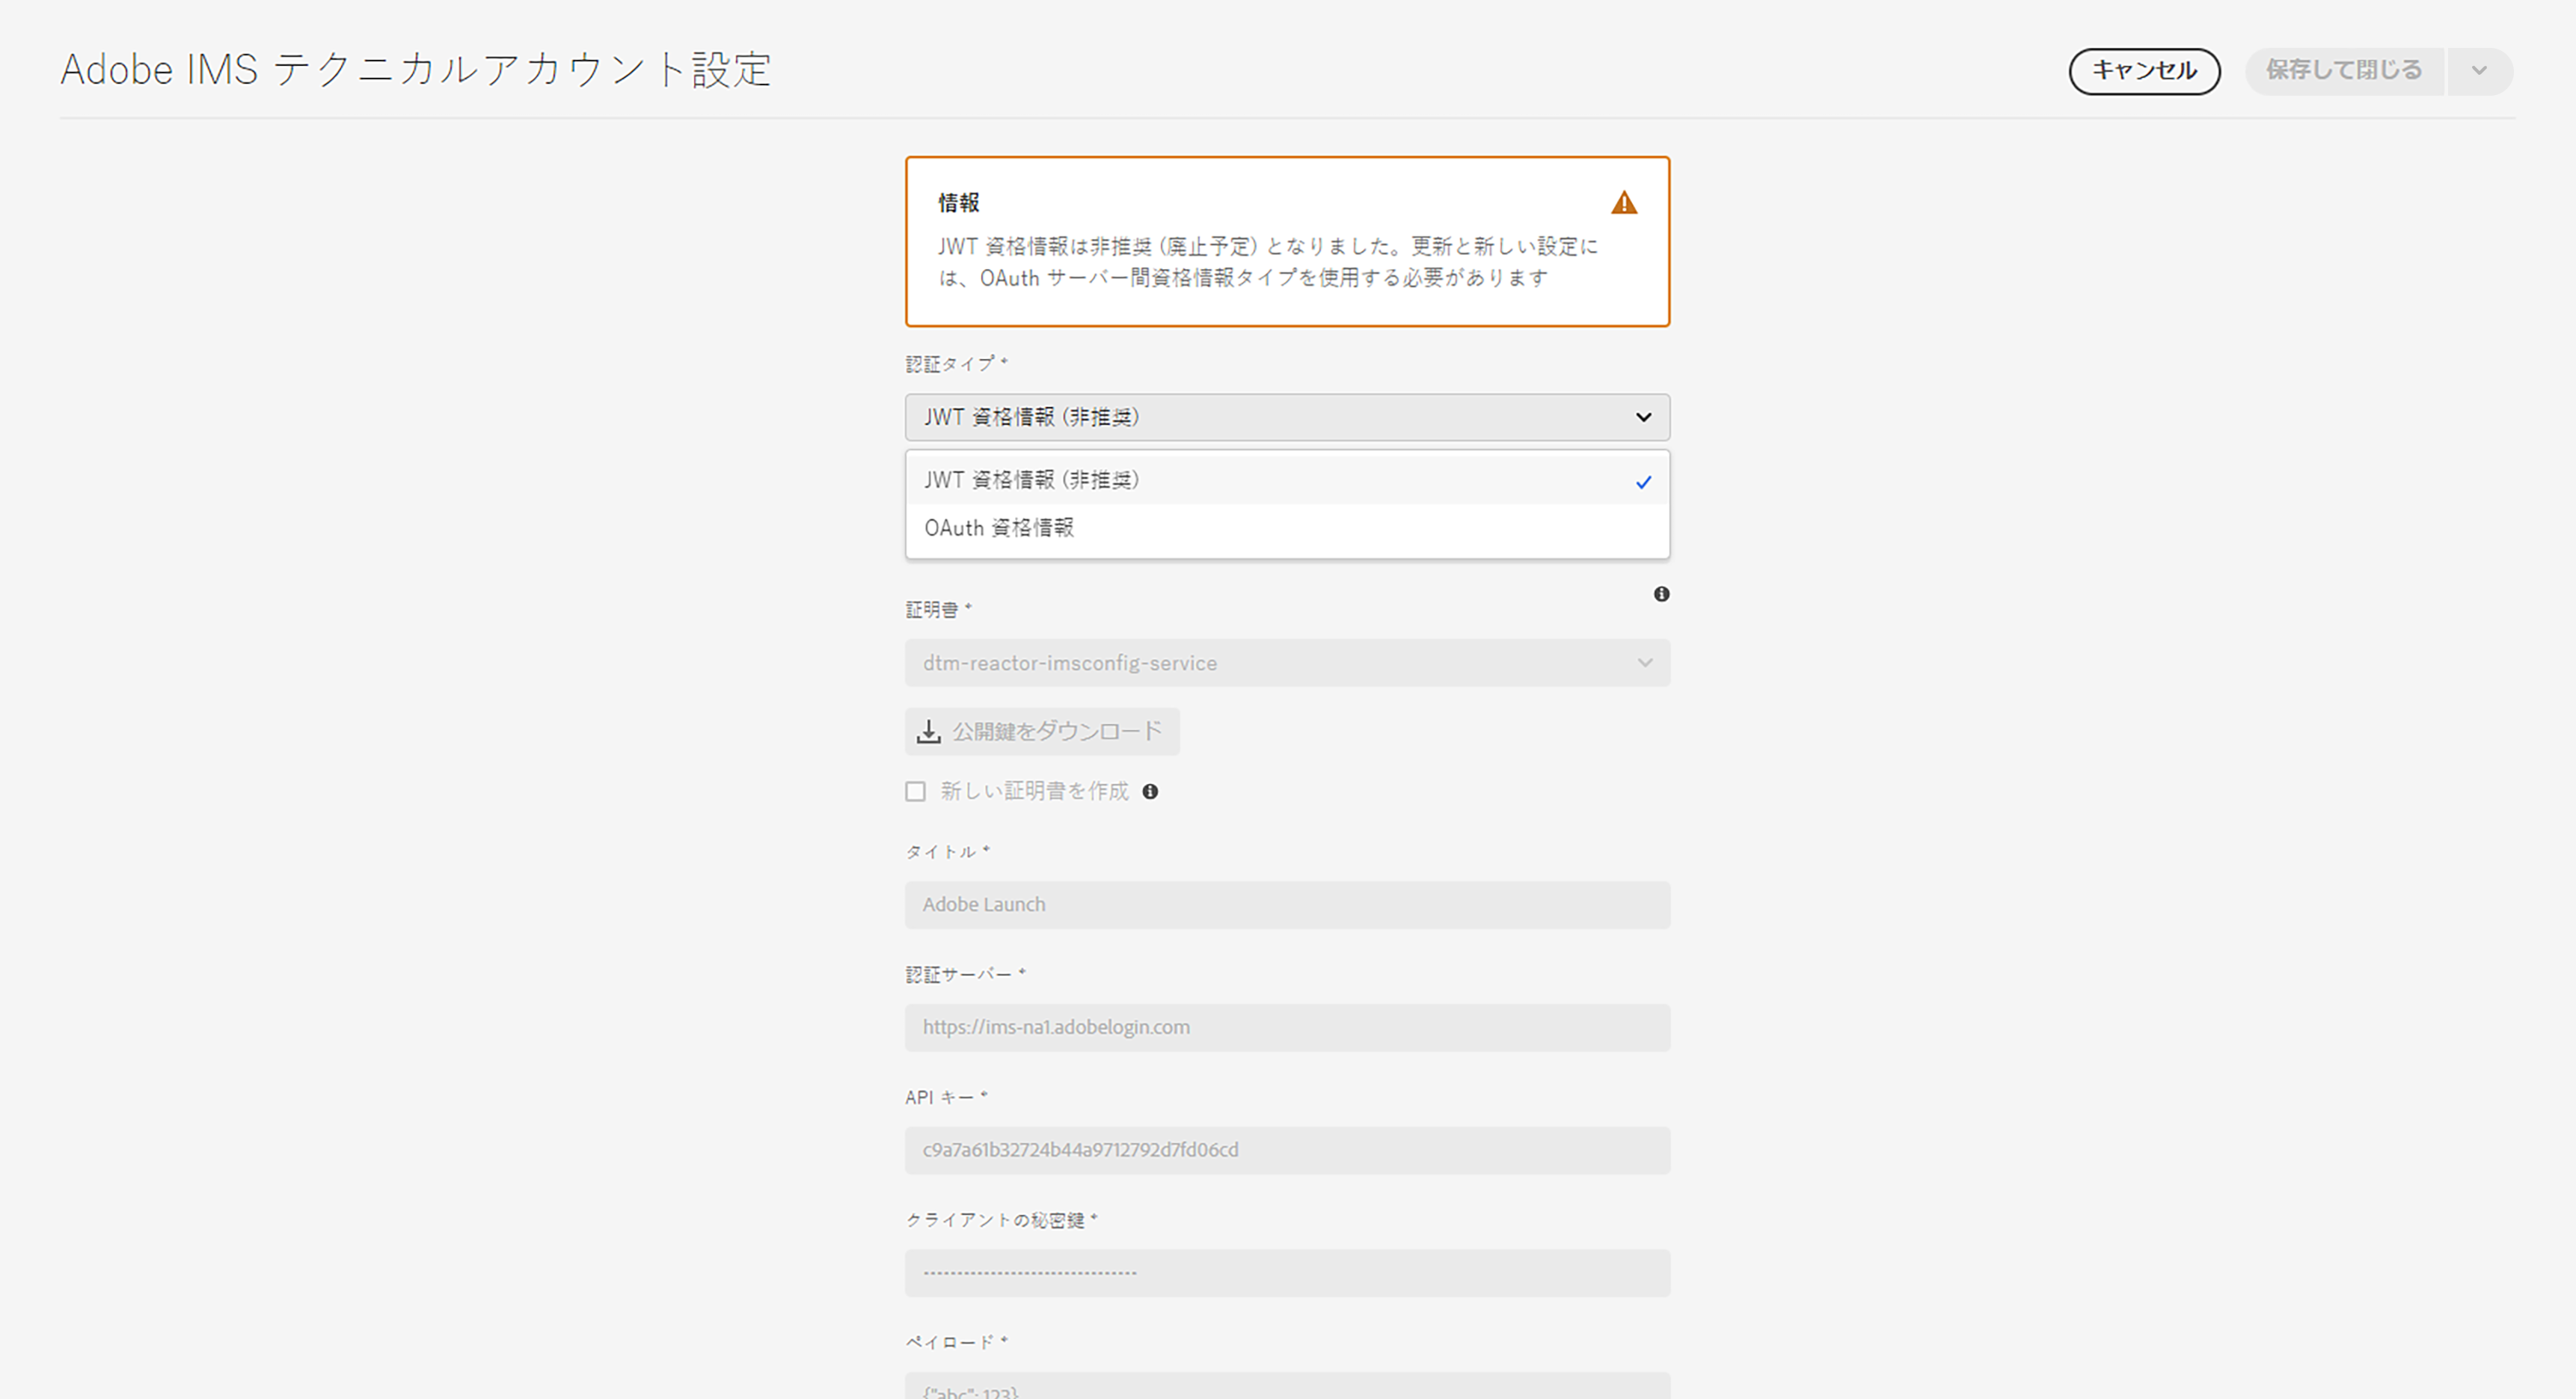 Adobe IMS テクニカルアカウント設定
キャンセル
保存して閉じる
情報
JWT 資格情報は非推奨 (廃止予定) となりました。更新と新しい設定に
は、OAuth サーバー間資格情報タイプを使用する必要があります
認証タイプ *
JWT 資格情報 (非推奨)
JWT 資格情報 (非推奨)
OAuth 資格情報
証明書 *
dtm-reactor-imsconfig-service
公開鍵をダウンロード
新しい証明書を作成
タイトル *
Adobe Launch
認証サーバー *
https://ims-na1.adobelogin.com
API キー *
c9a7a61b32724b44a9712792d7fd06cd
クライアントの秘密鍵 *
--------------------------------
ペイロード *
{"abc": 123}